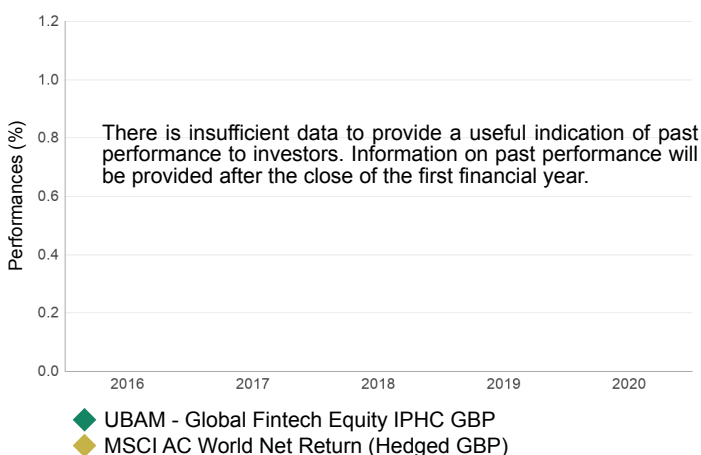 1.2
1.0
Performances (%)
0.8
There is insufficient data to provide a useful indication of past
performance to investors. Information on past performance will
be provided after the close of the first financial year.
0.6
0.4
0.2
0.0
2016 2017 2018 2019 2020
UBAM - Global Fintech Equity IPHC GBP
MSCI AC World Net Return (Hedged GBP)